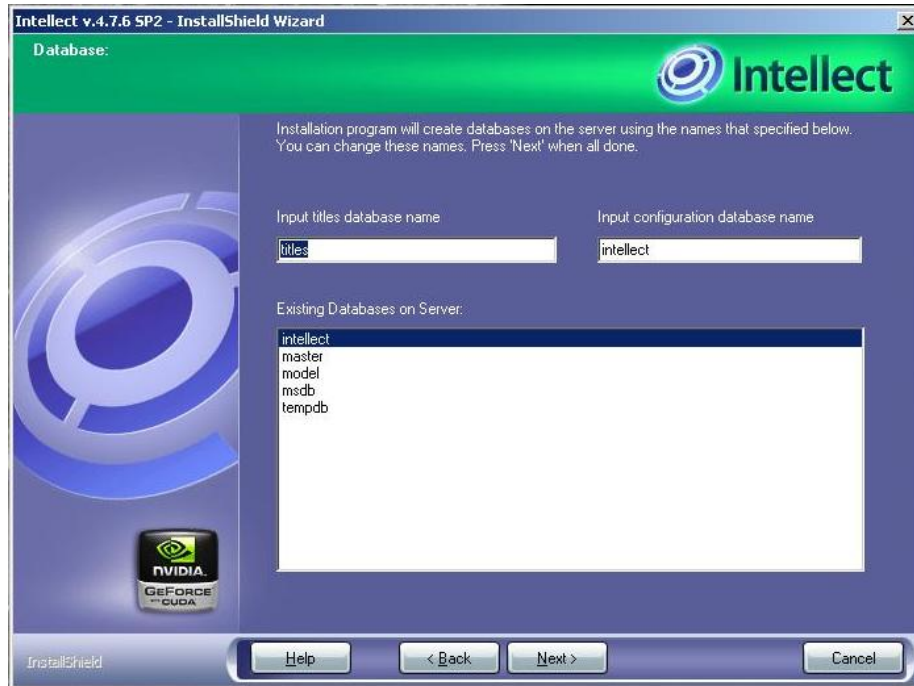 Intellect v.4.7.6 SP2 - InstallShield Wizard
Database:
Intellect
Installation program will create databases on the server using the names that specified below.
You can change these names. Press 'Next' when all done.
Input titles database name
Input configuration database name
titles
intellect
Existing Databases on Server:
intellect
master
model
msdb
tempdb
NVIDIA.
GEFORCE
WITH CUDA
InstallShield
Help
< Back
Next >
Cancel